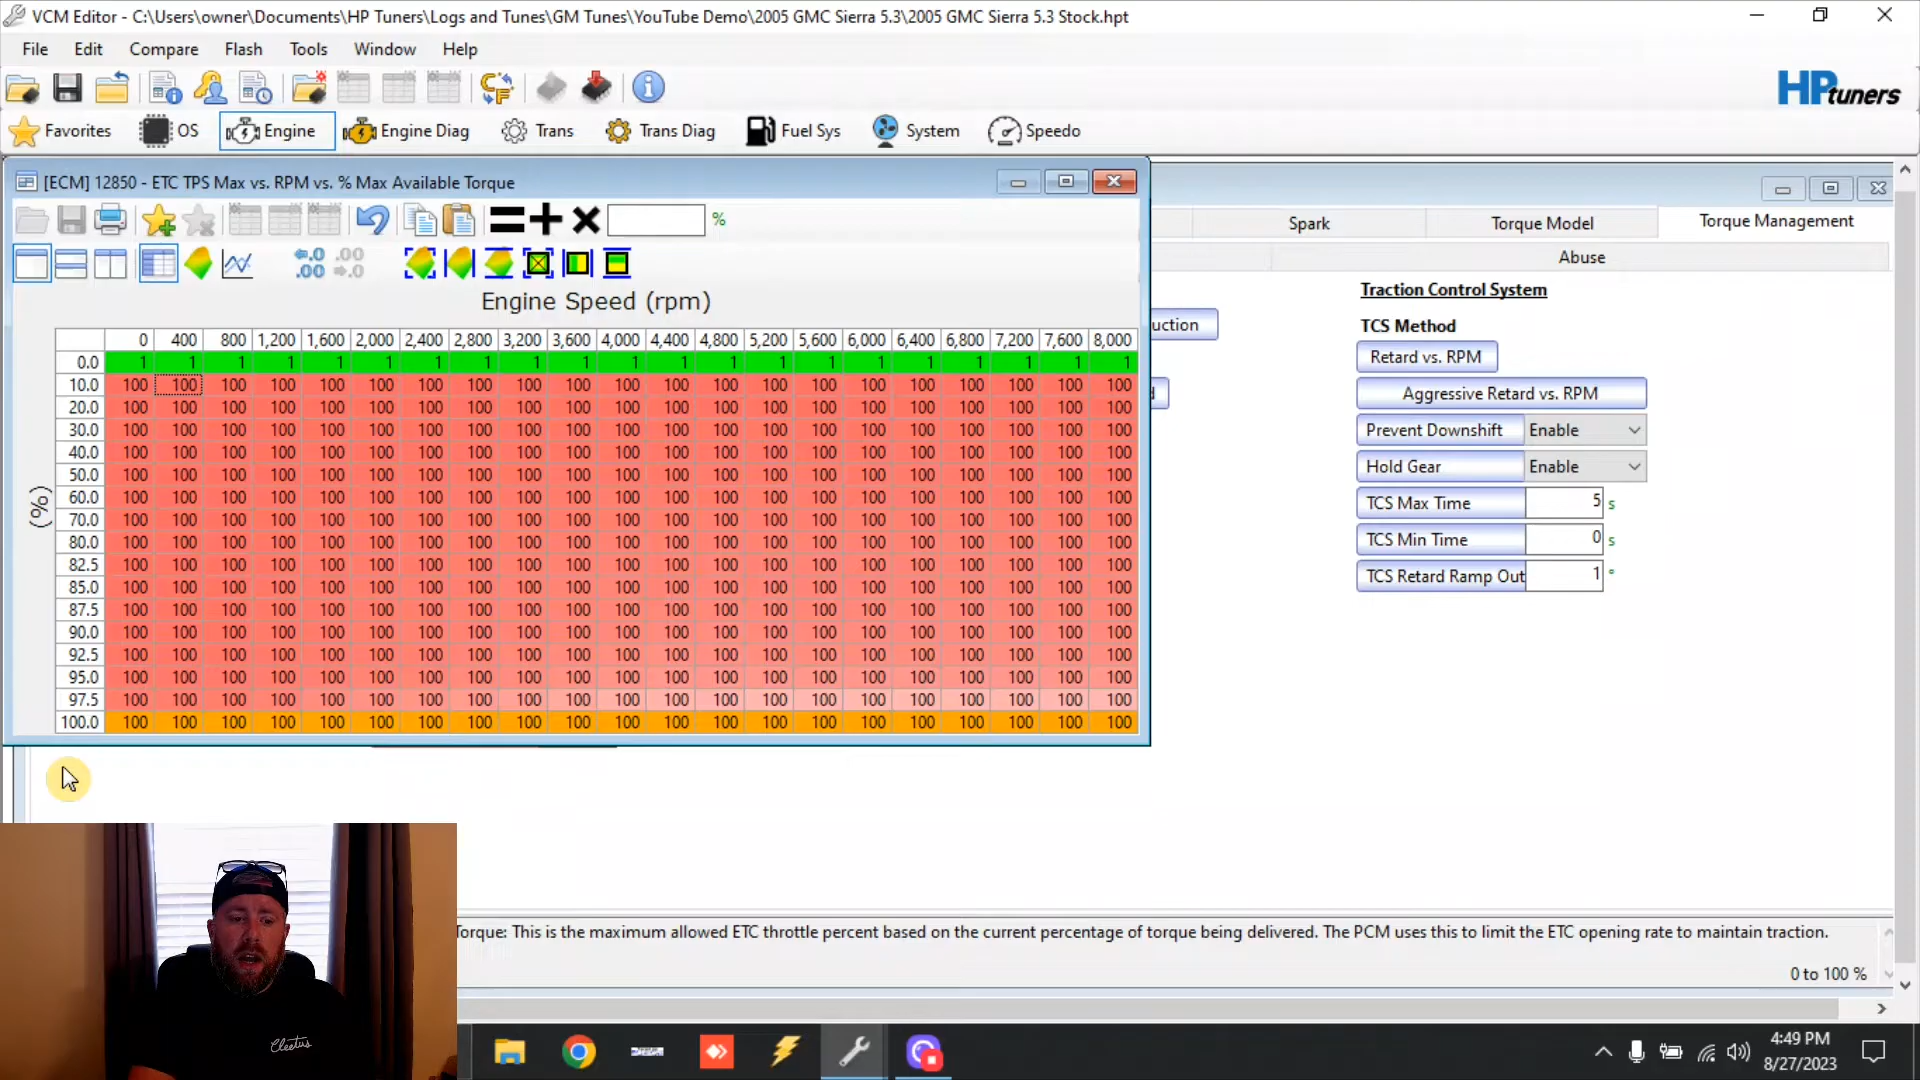 VCM Editor - C:\Users\owner\Documents\HP Tuners\Logs and Tunes\GM Tunes\YouTube Demo\2005 GMC Sierra 5.3\2005 GMC Sierra 5.3 Stock.hpt
File Edit Compare Flash Tools Window Help
HPtuners
Favorites OS Engine Engine Diag Trans Trans Diag Fuel Sys System Speedo
[ECM] 12850 - ETC TPS Max vs. RPM vs. % Max Available Torque
%
Spark Torque Model Torque Management
Abuse
Engine Speed (rpm)
0 400 800 1,200 1,600 2,000 2,400 2,800 3,200 3,600 4,000 4,400 4,800 5,200 5,600 6,000 6,400 6,800 7,200 7,600 8,000
0.0 1 1 1 1 1 1 1 1 1 1 1 1 1 1 1 1 1 1 1 1 1
10.0 100 100 100 100 100 100 100 100 100 100 100 100 100 100 100 100 100 100 100 100 100
20.0 100 100 100 100 100 100 100 100 100 100 100 100 100 100 100 100 100 100 100 100 100
30.0 100 100 100 100 100 100 100 100 100 100 100 100 100 100 100 100 100 100 100 100 100
40.0 100 100 100 100 100 100 100 100 100 100 100 100 100 100 100 100 100 100 100 100 100
50.0 100 100 100 100 100 100 100 100 100 100 100 100 100 100 100 100 100 100 100 100 100
60.0 100 100 100 100 100 100 100 100 100 100 100 100 100 100 100 100 100 100 100 100 100
70.0 100 100 100 100 100 100 100 100 100 100 100 100 100 100 100 100 100 100 100 100 100
80.0 100 100 100 100 100 100 100 100 100 100 100 100 100 100 100 100 100 100 100 100 100
82.5 100 100 100 100 100 100 100 100 100 100 100 100 100 100 100 100 100 100 100 100 100
85.0 100 100 100 100 100 100 100 100 100 100 100 100 100 100 100 100 100 100 100 100 100
87.5 100 100 100 100 100 100 100 100 100 100 100 100 100 100 100 100 100 100 100 100 100
90.0 100 100 100 100 100 100 100 100 100 100 100 100 100 100 100 100 100 100 100 100 100
92.5 100 100 100 100 100 100 100 100 100 100 100 100 100 100 100 100 100 100 100 100 100
95.0 100 100 100 100 100 100 100 100 100 100 100 100 100 100 100 100 100 100 100 100 100
97.5 100 100 100 100 100 100 100 100 100 100 100 100 100 100 100 100 100 100 100 100 100
100.0 100 100 100 100 100 100 100 100 100 100 100 100 100 100 100 100 100 100 100 100 100
(%)
uction
d
Traction Control System
TCS Method
Retard vs. RPM
Aggressive Retard vs. RPM
Prevent Downshift Enable
Hold Gear Enable
TCS Max Time 5 s
TCS Min Time 0 s
TCS Retard Ramp Out 1 °
Torque: This is the maximum allowed ETC throttle percent based on the current percentage of torque being delivered. The PCM uses this to limit the ETC opening rate to maintain traction.
0 to 100 %
Cleetus
4:49 PM
8/27/2023